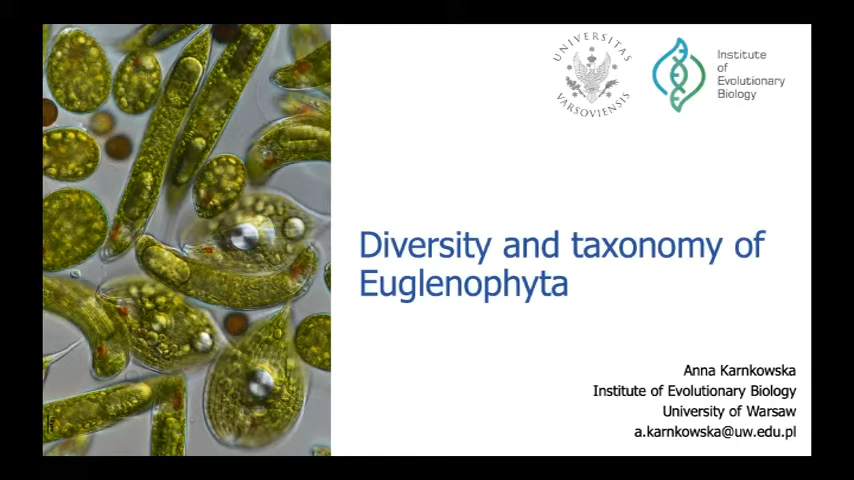 UNIVERSITAS
VARSOVIENSIS
Institute
of
Evolutionary
Biology
Diversity and taxonomy of
Euglenophyta
Anna Karnkowska
Institute of Evolutionary Biology
University of Warsaw
a.karnkowska@uw.edu.pl